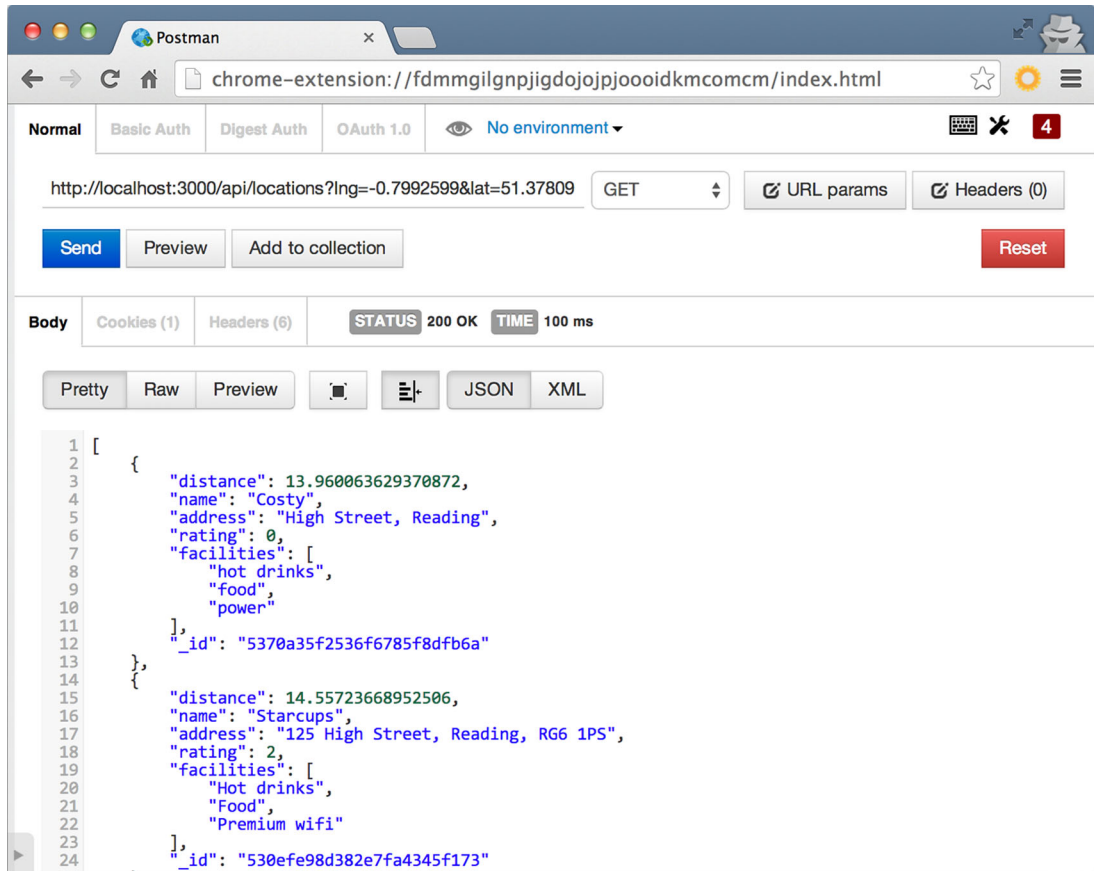 Postman ×
chrome-extension://fdmmgilgnpjigdojojpjoooidkmcomcm/index.html
Normal Basic Auth Digest Auth OAuth 1.0 No environment 4
http://localhost:3000/api/locations?lng=-0.7992599&lat=51.37809 GET URL params Headers (0)
Send Preview Add to collection Reset
Body Cookies (1) Headers (6) STATUS 200 OK TIME 100 ms
Pretty Raw Preview JSON XML
1 [
2 {
3 "distance": 13.960063629370872,
4 "name": "Costy",
5 "address": "High Street, Reading",
6 "rating": 0,
7 "facilities": [
8 "hot drinks",
9 "food",
10 "power"
11 ],
12 "_id": "5370a35f2536f6785f8dfb6a"
13 },
14 {
15 "distance": 14.55723668952506,
16 "name": "Starcups",
17 "address": "125 High Street, Reading, RG6 1PS",
18 "rating": 2,
19 "facilities": [
20 "Hot drinks",
21 "Food",
22 "Premium wifi"
23 ],
24 "_id": "530efe98d382e7fa4345f173"